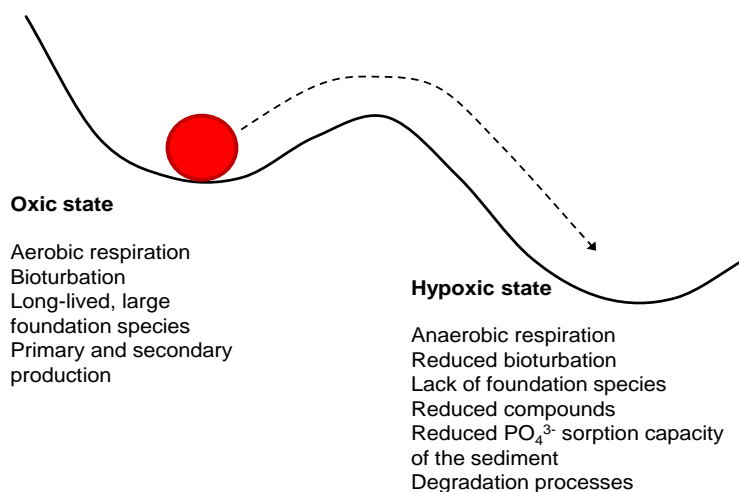 Oxic state
Aerobic respiration
Bioturbation
Long-lived, large
foundation species
Primary and secondary
production
Hypoxic state
Anaerobic respiration
Reduced bioturbation
Lack of foundation species
Reduced compounds
Reduced PO₄³⁻ sorption capacity
of the sediment
Degradation processes